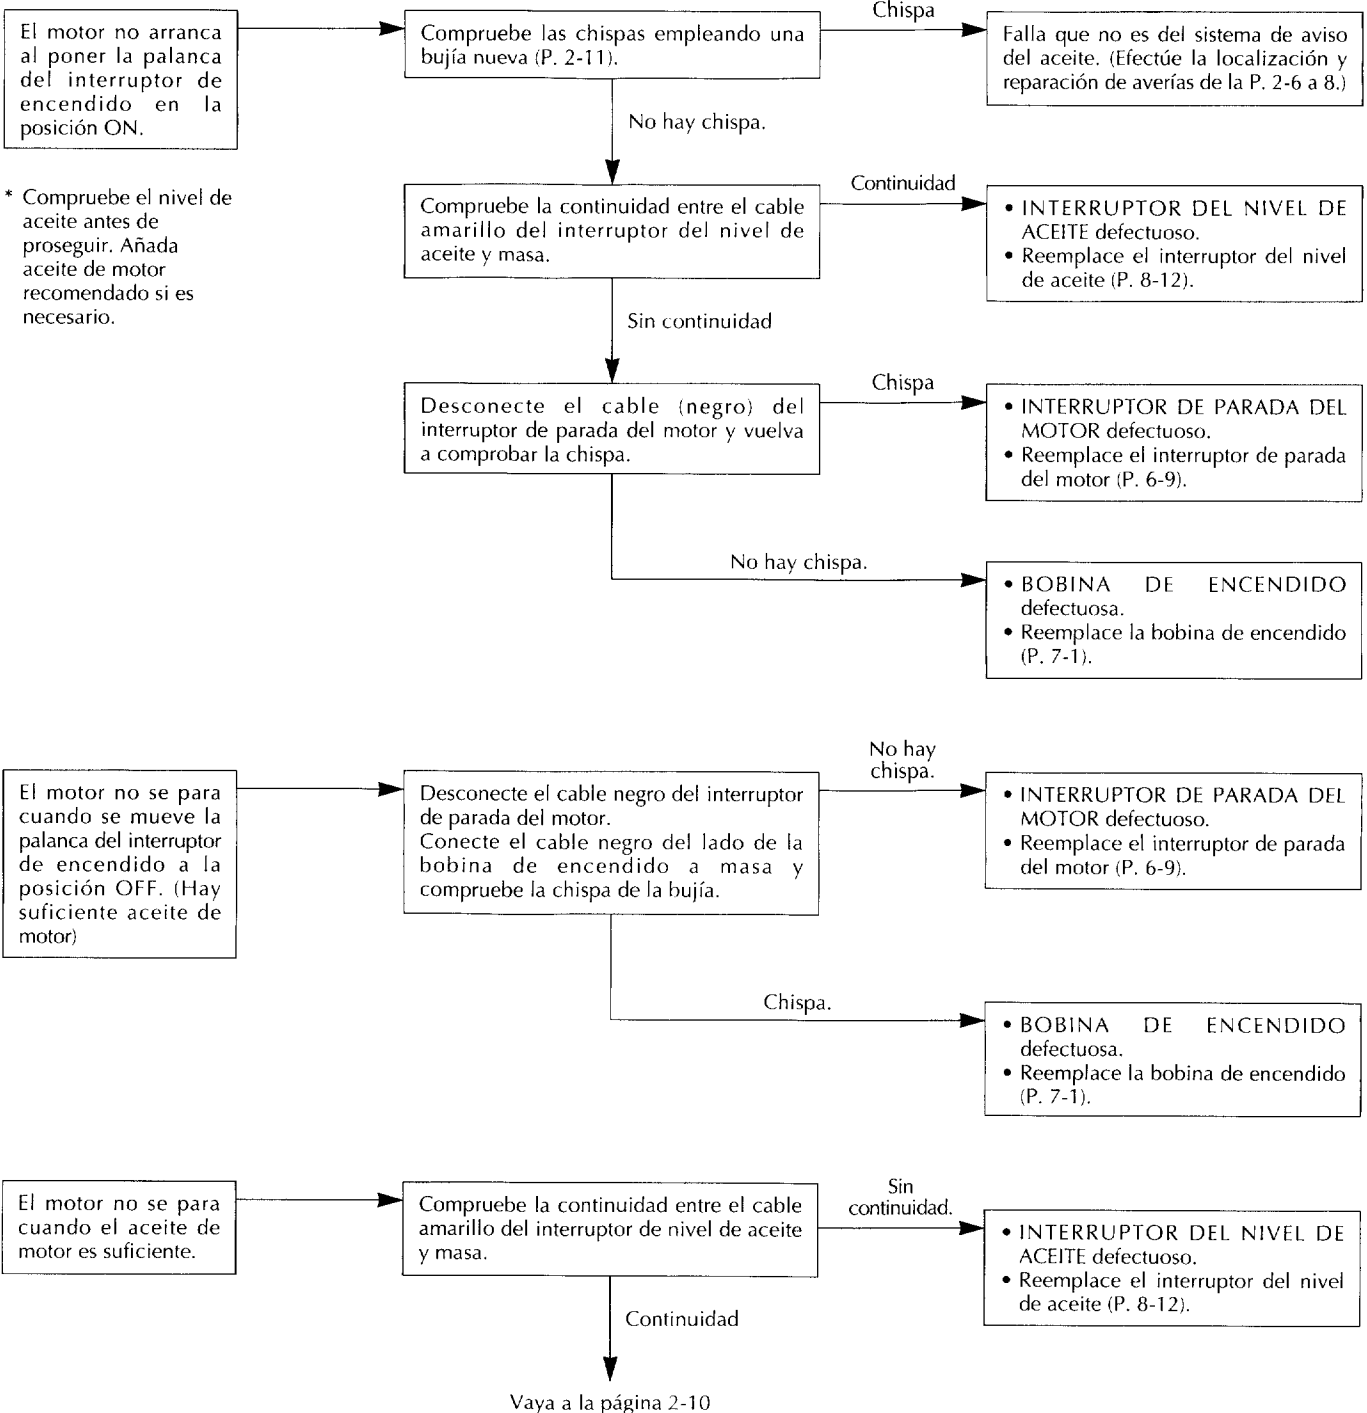 El motor no arranca
al poner la palanca
del interruptor de
encendido en la
posición ON.
* Compruebe el nivel de
aceite antes de
proseguir. Añada
aceite de motor
recomendado si es
necesario.
Compruebe las chispas empleando una
bujía nueva (P. 2-11).
Chispa
Falla que no es del sistema de aviso
del aceite. (Efectúe la localización y
reparación de averías de la P. 2-6 a 8.)
No hay chispa.
Compruebe la continuidad entre el cable
amarillo del interruptor del nivel de
aceite y masa.
Continuidad
• INTERRUPTOR DEL NIVEL DE
ACEITE defectuoso.
• Reemplace el interruptor del nivel
de aceite (P. 8-12).
Sin continuidad
Desconecte el cable (negro) del
interruptor de parada del motor y vuelva
a comprobar la chispa.
Chispa
• INTERRUPTOR DE PARADA DEL
MOTOR defectuoso.
• Reemplace el interruptor de parada
del motor (P. 6-9).
No hay chispa.
• BOBINA DE ENCENDIDO
defectuosa.
• Reemplace la bobina de encendido
(P. 7-1).
El motor no se para
cuando se mueve la
palanca del interruptor
de encendido a la
posición OFF. (Hay
suficiente aceite de
motor)
Desconecte el cable negro del interruptor
de parada del motor.
Conecte el cable negro del lado de la
bobina de encendido a masa y
compruebe la chispa de la bujía.
No hay
chispa.
• INTERRUPTOR DE PARADA DEL
MOTOR defectuoso.
• Reemplace el interruptor de parada
del motor (P. 6-9).
Chispa.
• BOBINA DE ENCENDIDO
defectuosa.
• Reemplace la bobina de encendido
(P. 7-1).
El motor no se para
cuando el aceite de
motor es suficiente.
Compruebe la continuidad entre el cable
amarillo del interruptor de nivel de aceite
y masa.
Sin
continuidad.
• INTERRUPTOR DEL NIVEL DE
ACEITE defectuoso.
• Reemplace el interruptor del nivel
de aceite (P. 8-12).
Continuidad
Vaya a la página 2-10